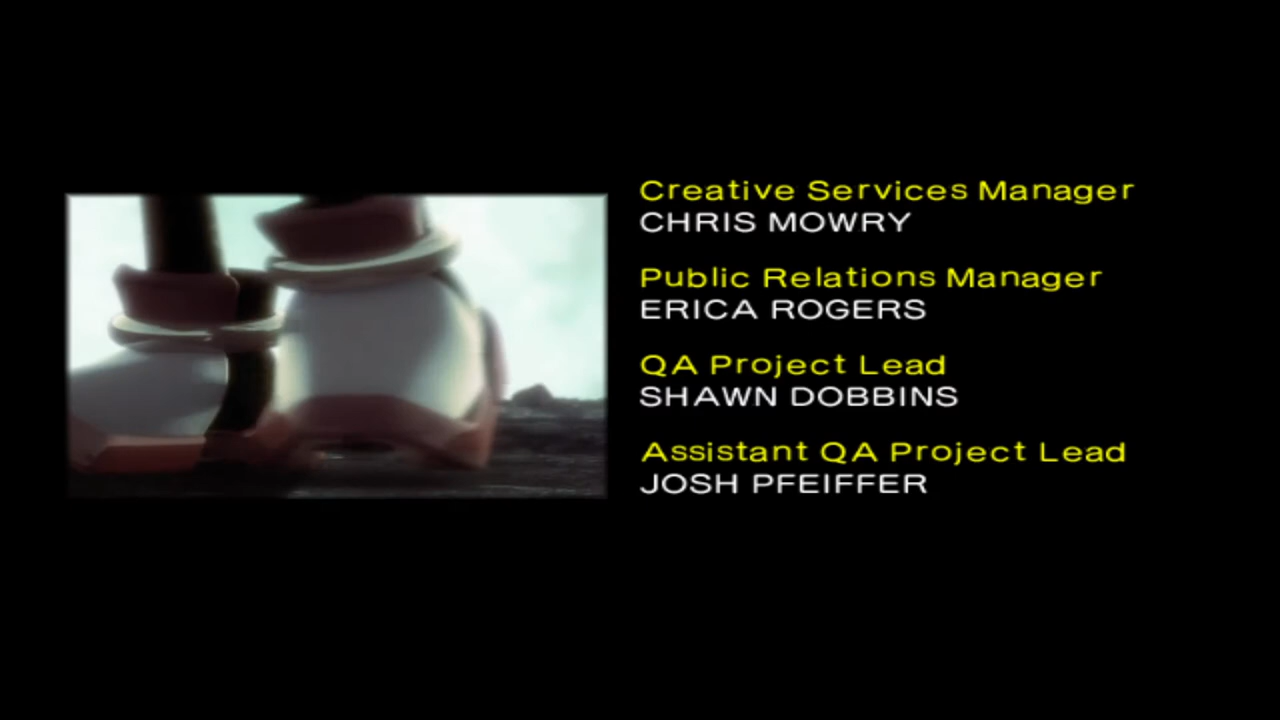 Creative Services Manager
CHRIS MOWRY
Public Relations Manager
ERICA ROGERS
QA Project Lead
SHAWN DOBBINS
Assistant QA Project Lead
JOSH PFEIFFER